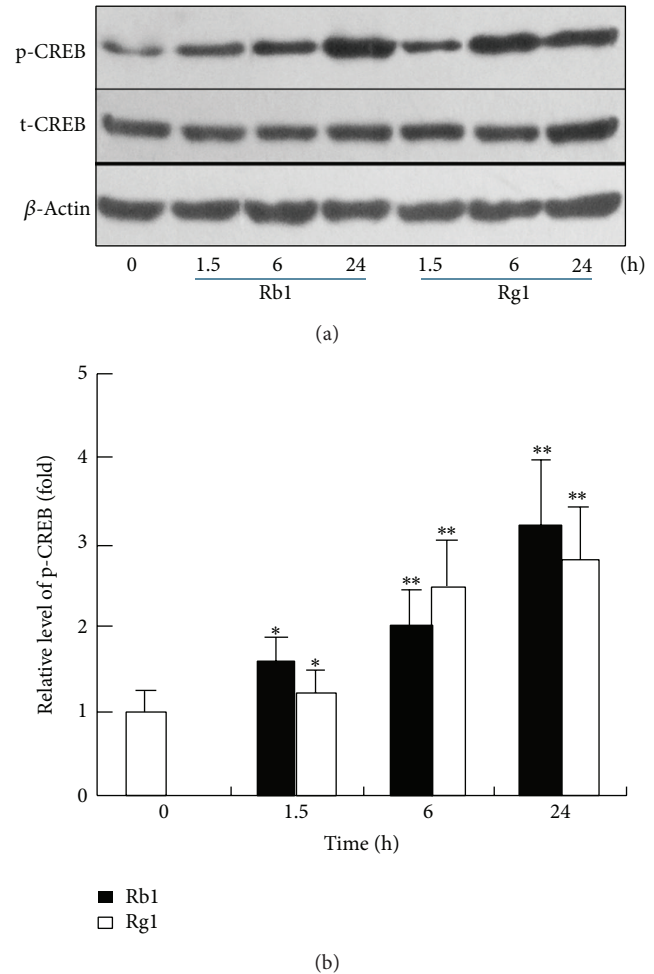 p-CREB
t-CREB
β-Actin
0 1.5 6 24 1.5 6 24 (h)
Rb1 Rg1
(a)
5
4
3
2
1
0
Relative level of p-CREB (fold)
* * ** ** ** **
0 1.5 6 24
Time (h)
Rb1
Rg1
(b)